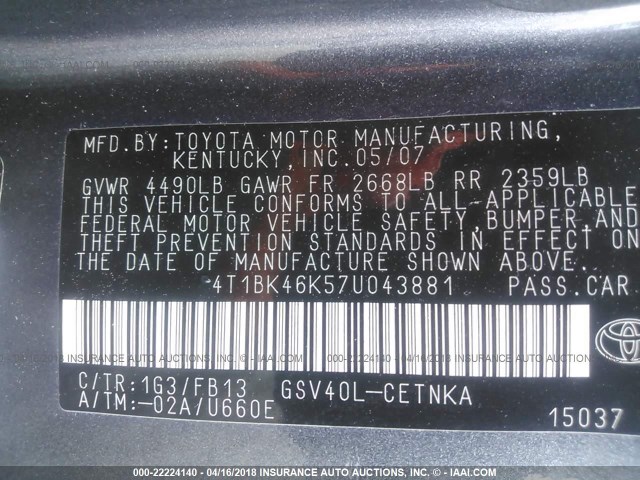 MFD. BY: TOYOTA MOTOR MANUFACTURING,
KENTUCKY, INC. 05/07
GVWR 4490LB GAWR FR 2668LB RR 2359LB
THIS VEHICLE CONFORMS TO ALL-APPLICABLE
FEDERAL MOTOR VEHICLE SAFETY, BUMPER, AND
THEFT PREVENTION STANDARDS IN EFFECT ON
THE DATE OF MANUFACTURE SHOWN ABOVE.
4T1BK46K57U043881 PASS. CAR
C/TR: 1G3/FB13 GSV40L-CETNKA
A/TM: -02A/U660E
15037
000-22224140 - 04/16/2018 - INSURANCE AUTO AUCTIONS - © - IAAI.COM